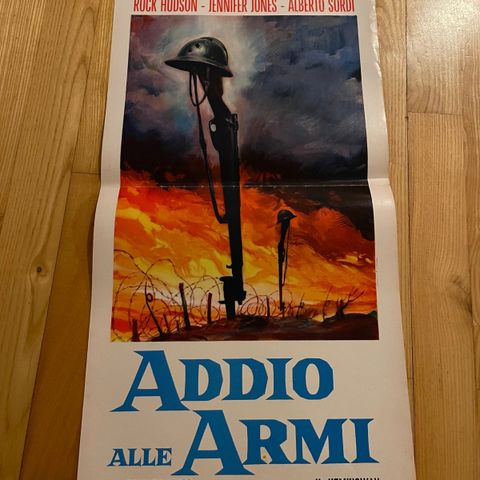 ROCK HUDSON - JENNIFER JONES - ALBERTO SORDI
ADDIO
ALLE ARMI